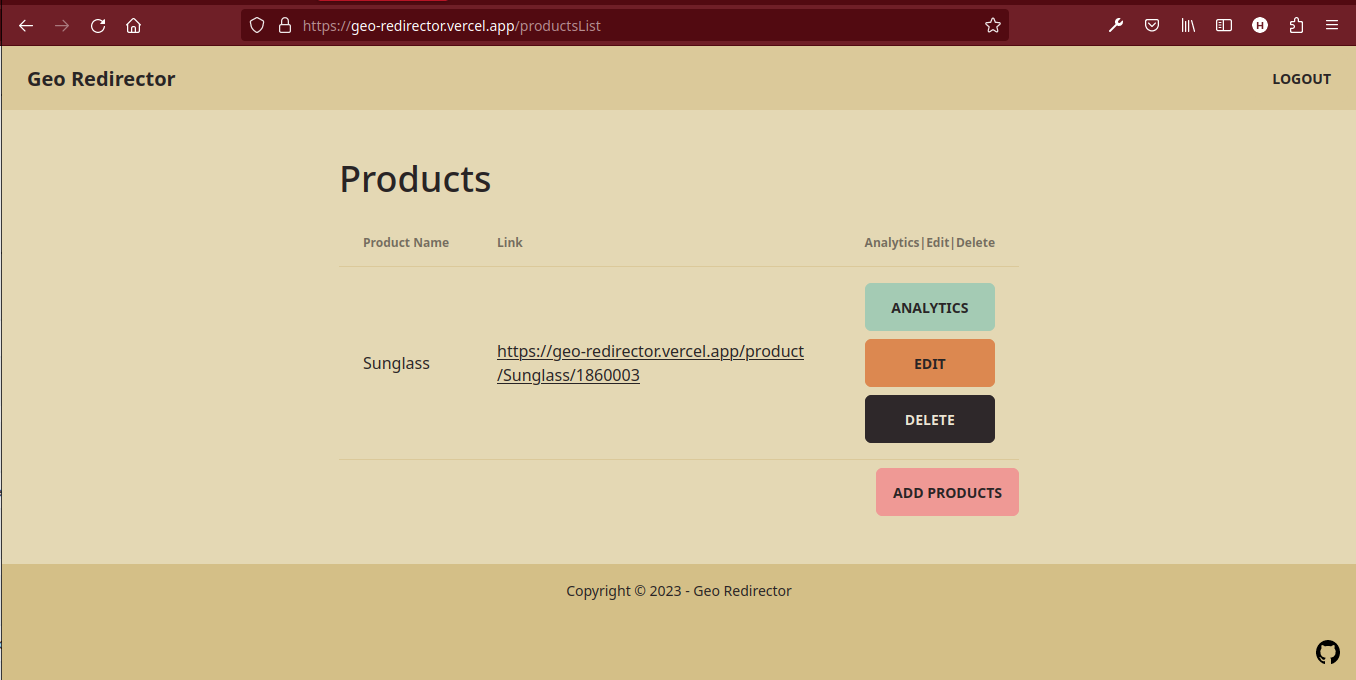 https://geo-redirector.vercel.app/productsList
H
Geo Redirector
LOGOUT
Products
Product Name
Link
Analytics|Edit|Delete
Sunglass
https://geo-redirector.vercel.app/product
/Sunglass/1860003
ANALYTICS
EDIT
DELETE
ADD PRODUCTS
Copyright © 2023 - Geo Redirector